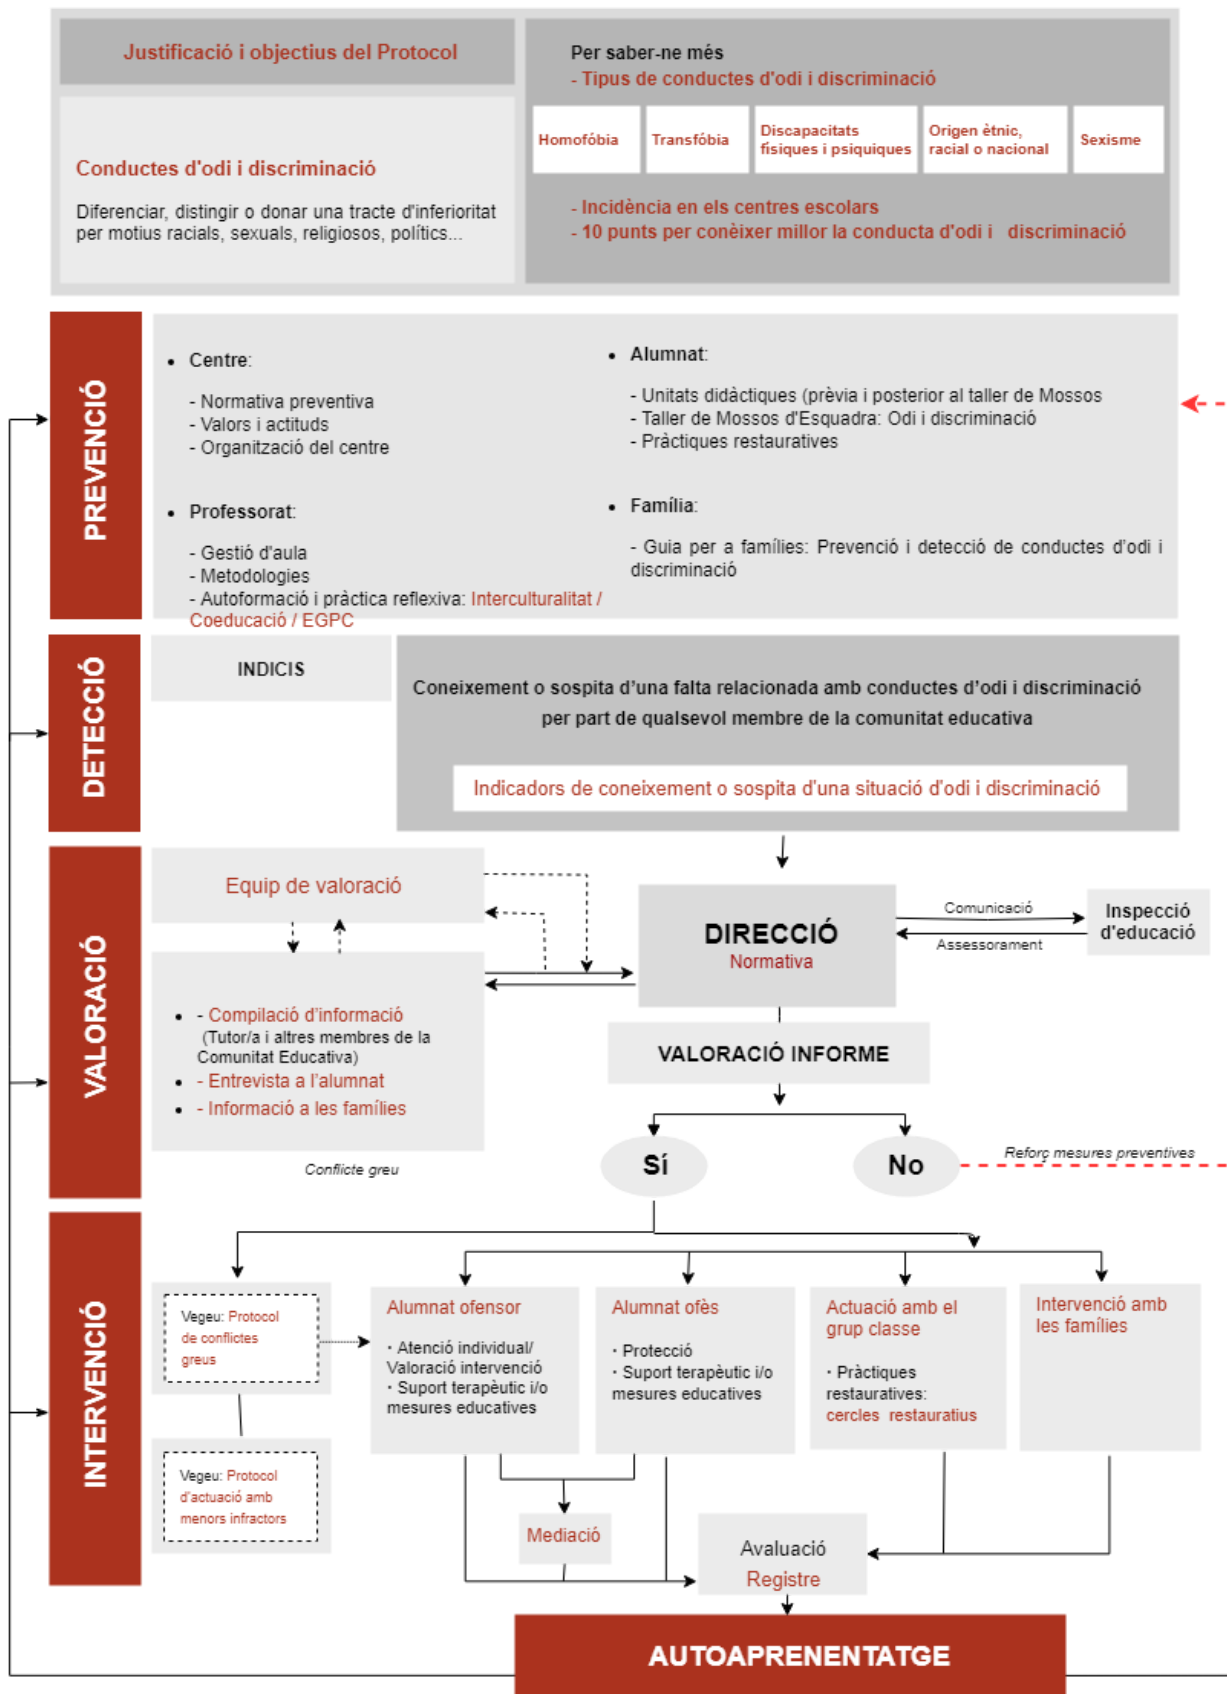 Justificació i objectius del Protocol
Conductes d'odi i discriminació
Diferenciar, distingir o donar una tracte d'inferioritat
per motius racials, sexuals, religiosos, polítics...
Per saber-ne més
- Tipus de conductes d'odi i discriminació
Homofóbia
Transfóbia
Discapacitats
físiques i psiquiques
Origen ètnic,
racial o nacional
Sexisme
- Incidència en els centres escolars
- 10 punts per conèixer millor la conducta d'odi i discriminació
PREVENCIÓ
• Centre:
- Normativa preventiva
- Valors i actituds
- Organització del centre
• Professorat:
- Gestió d'aula
- Metodologies
- Autoformació i pràctica reflexiva: Interculturalitat /
Coeducació / EGPC
• Alumnat:
- Unitats didàctiques (prèvia i posterior al taller de Mossos
- Taller de Mossos d'Esquadra: Odi i discriminació
- Pràctiques restauratives
• Família:
- Guia per a famílies: Prevenció i detecció de conductes d'odi i
discriminació
DETECCIÓ
INDICIS
Coneixement o sospita d'una falta relacionada amb conductes d'odi i discriminació
per part de qualsevol membre de la comunitat educativa
Indicadors de coneixement o sospita d'una situació d'odi i discriminació
VALORACIÓ
Equip de valoració
• - Compilació d'informació
(Tutor/a i altres membres de la
Comunitat Educativa)
• - Entrevista a l'alumnat
• - Informació a les famílies
DIRECCIÓ
Normativa
Comunicació
Assessorament
Inspecció
d'educació
VALORACIÓ INFORME
Conflicte greu
Sí
No
Reforç mesures preventives
INTERVENCIÓ
Vegeu: Protocol
de conflictes
greus
Vegeu: Protocol
d'actuació amb
menors infractors
Alumnat ofensor
· Atenció individual/
Valoració intervenció
· Suport terapèutic i/o
mesures educatives
Alumnat ofès
· Protecció
· Suport terapèutic i/o
mesures educatives
Actuació amb el
grup classe
· Pràctiques
restauratives:
cercles restauratius
Intervenció amb
les famílies
Mediació
Avaluació
Registre
AUTOAPRENENTATGE